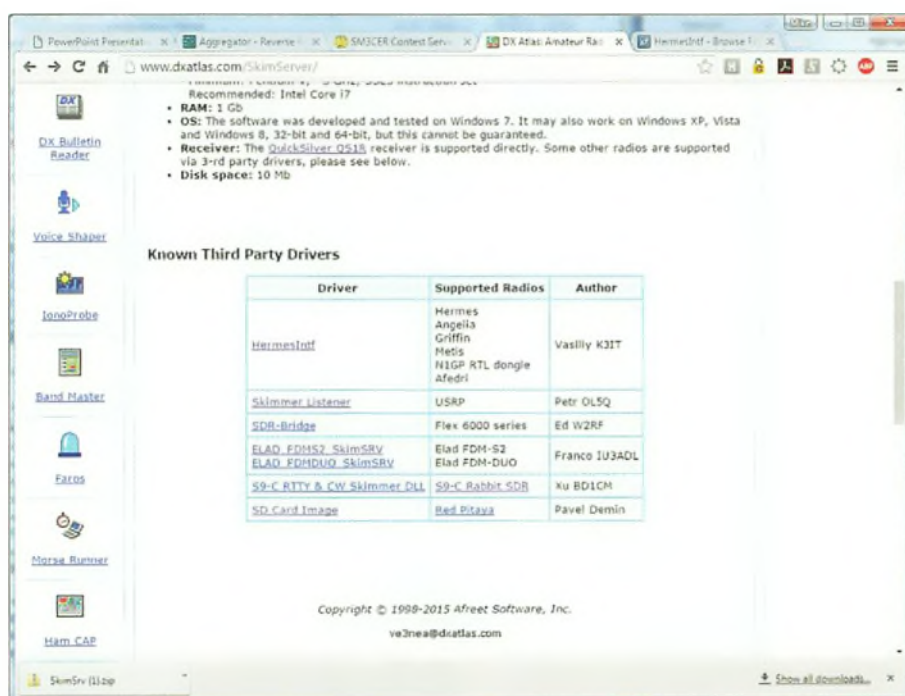 PowerPoint Presentat
Aggregator - Reverse
SM3CER Contest Serv
DX Atlas: Amateur Rad
HermesIntf - Browse F
www.dxatlas.com/SkimServer/
Recommended: Intel Core i7
• RAM: 1 Gb
• OS: The software was developed and tested on Windows 7. It may also work on Windows XP, Vista
and Windows 8, 32-bit and 64-bit, but this cannot be guaranteed.
• Receiver: The QuickSilver QS1R receiver is supported directly. Some other radios are supported
via 3-rd party drivers, please see below.
• Disk space: 10 Mb
DX Bulletin
Reader
Voice Shaper
IonoProbe
Band Master
Faros
Morse Runner
Ham CAP
Known Third Party Drivers
Driver Supported Radios Author
HermesIntf
Hermes
Angelia
Griffin
Metis
N1GP RTL dongle
Afedri
Vasiliy K3IT
Skimmer Listener USRP Petr OL5Q
SDR-Bridge Flex 6000 series Ed W2RF
ELAD FDMS2 SkimSRV
ELAD FDMDUO SkimSRV
Elad FDM-S2
Elad FDM-DUO
Franco IU3ADL
S9-C RTTY & CW Skimmer DLL S9-C Rabbit SDR Xu BD1CM
SD Card Image Red Pitaya Pavel Demin
Copyright © 1998-2015 Afreet Software, Inc.
ve3nea@dxatlas.com
SkimSrv (1).zip
Show all downloads...